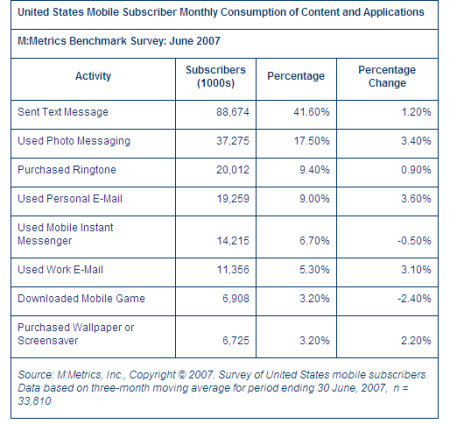 United States Mobile Subscriber Monthly Consumption of Content and Applications
M:Metrics Benchmark Survey: June 2007
Activity Subscribers (1000s) Percentage Percentage Change
Sent Text Message 88,674 41.60% 1.20%
Used Photo Messaging 37,275 17.50% 3.40%
Purchased Ringtone 20,012 9.40% 0.90%
Used Personal E-Mail 19,259 9.00% 3.60%
Used Mobile Instant
Messenger 14,215 6.70% -0.50%
Used Work E-Mail 11,356 5.30% 3.10%
Downloaded Mobile Game 6,908 3.20% -2.40%
Purchased Wallpaper or
Screensaver 6,725 3.20% 2.20%
Source: M:Metrics, Inc., Copyright © 2007. Survey of United States mobile subscribers.
Data based on three-month moving average for period ending 30 June, 2007, n =
33,810